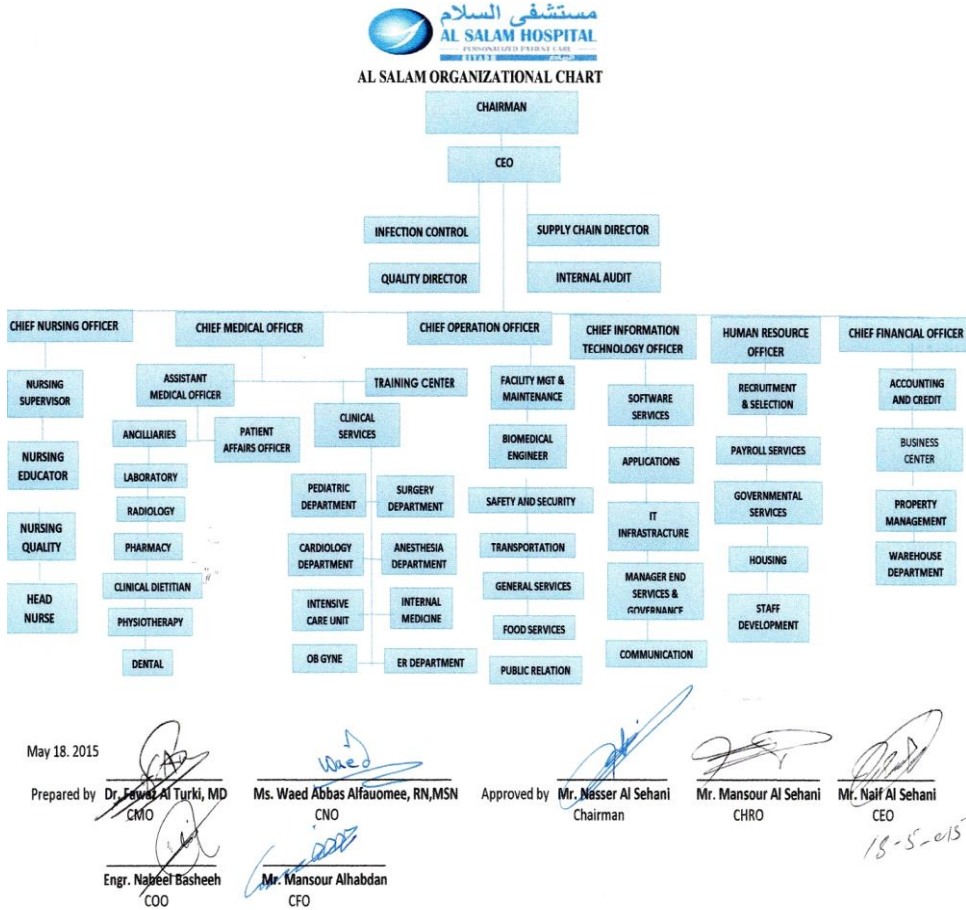 مستشفى السلام
AL SALAM HOSPITAL
PERSONALIZED PATIENT CARE
RIYADH الرياض
AL SALAM ORGANIZATIONAL CHART
CHAIRMAN
CEO
INFECTION CONTROL
SUPPLY CHAIN DIRECTOR
QUALITY DIRECTOR
INTERNAL AUDIT
CHIEF NURSING OFFICER
NURSING
SUPERVISOR
NURSING
EDUCATOR
NURSING
QUALITY
HEAD
NURSE
CHIEF MEDICAL OFFICER
ASSISTANT
MEDICAL OFFICER
TRAINING CENTER
ANCILLIARIES
PATIENT
AFFAIRS OFFICER
LABORATORY
RADIOLOGY
PHARMACY
CLINICAL DIETITIAN
PHYSIOTHERAPY
DENTAL
CLINICAL
SERVICES
PEDIATRIC
DEPARTMENT
SURGERY
DEPARTMENT
CARDIOLOGY
DEPARTMENT
ANESTHESIA
DEPARTMENT
INTENSIVE
CARE UNIT
INTERNAL
MEDICINE
OB GYNE
ER DEPARTMENT
CHIEF OPERATION OFFICER
FACILITY MGT &
MAINTENANCE
BIOMEDICAL
ENGINEER
SAFETY AND SECURITY
TRANSPORTATION
GENERAL SERVICES
FOOD SERVICES
PUBLIC RELATION
CHIEF INFORMATION
TECHNOLOGY OFFICER
SOFTWARE
SERVICES
APPLICATIONS
IT
INFRASTRACTURE
MANAGER END
SERVICES &
GOVERNANCE
COMMUNICATION
HUMAN RESOURCE
OFFICER
RECRUITMENT
& SELECTION
PAYROLL SERVICES
GOVERNMENTAL
SERVICES
HOUSING
STAFF
DEVELOPMENT
CHIEF FINANCIAL OFFICER
ACCOUNTING
AND CREDIT
BUSINESS
CENTER
PROPERTY
MANAGEMENT
WAREHOUSE
DEPARTMENT
May 18. 2015
Waed
Prepared by Dr. Fawaz Al Turki, MD
CMO
Ms. Waed Abbas Alfauomee, RN,MSN
CNO
Approved by Mr. Nasser Al Sehani
Chairman
Mr. Mansour Al Sehani
CHRO
Mr. Naif Al Sehani
CEO
Engr. Nabeel Basheeh
COO
Mr. Mansour Alhabdan
CFO